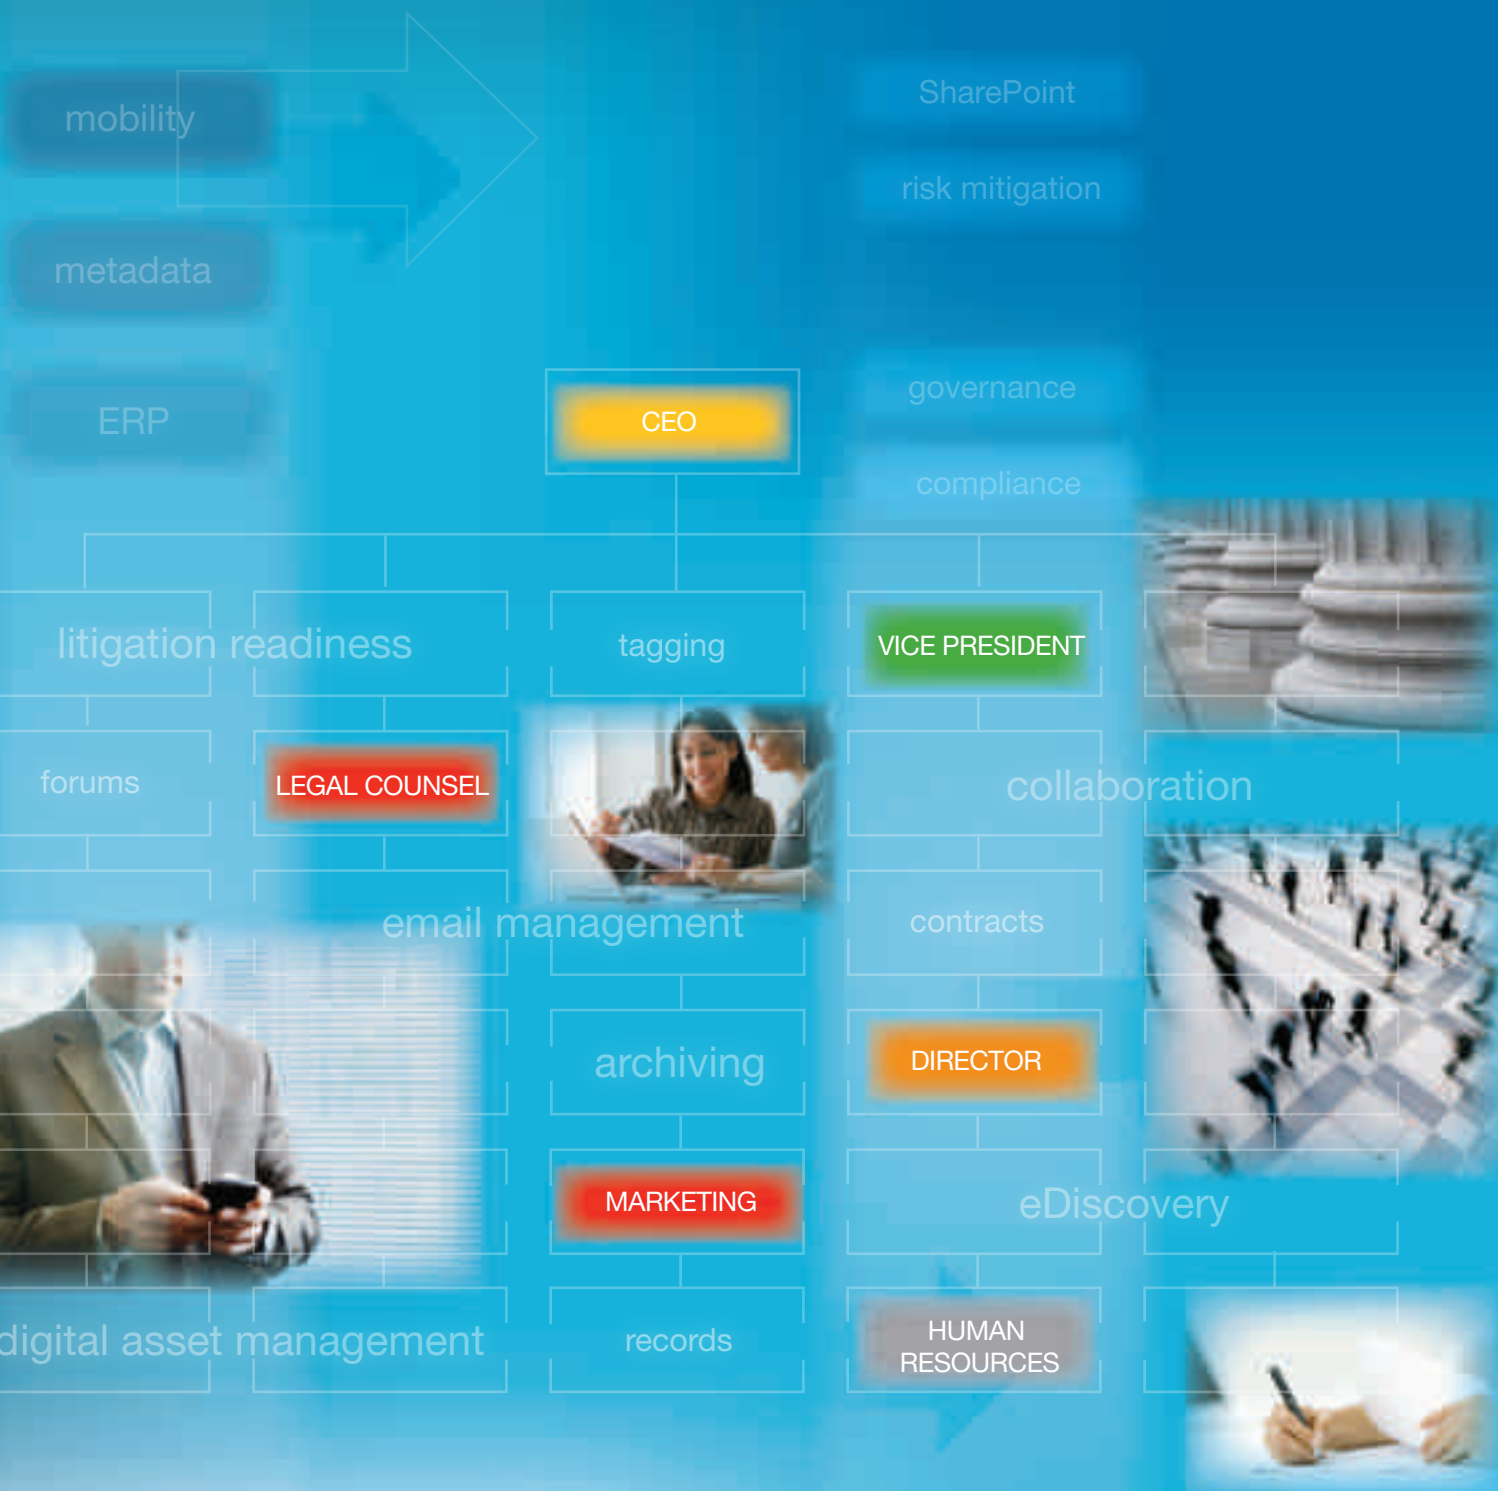 SharePoint
mobility
risk mitigation
metadata
governance
ERP
CEO
compliance
litigation readiness
tagging
VICE PRESIDENT
forums
LEGAL COUNSEL
collaboration
email management
contracts
archiving
DIRECTOR
MARKETING
eDiscovery
digital asset management
records
HUMAN
RESOURCES